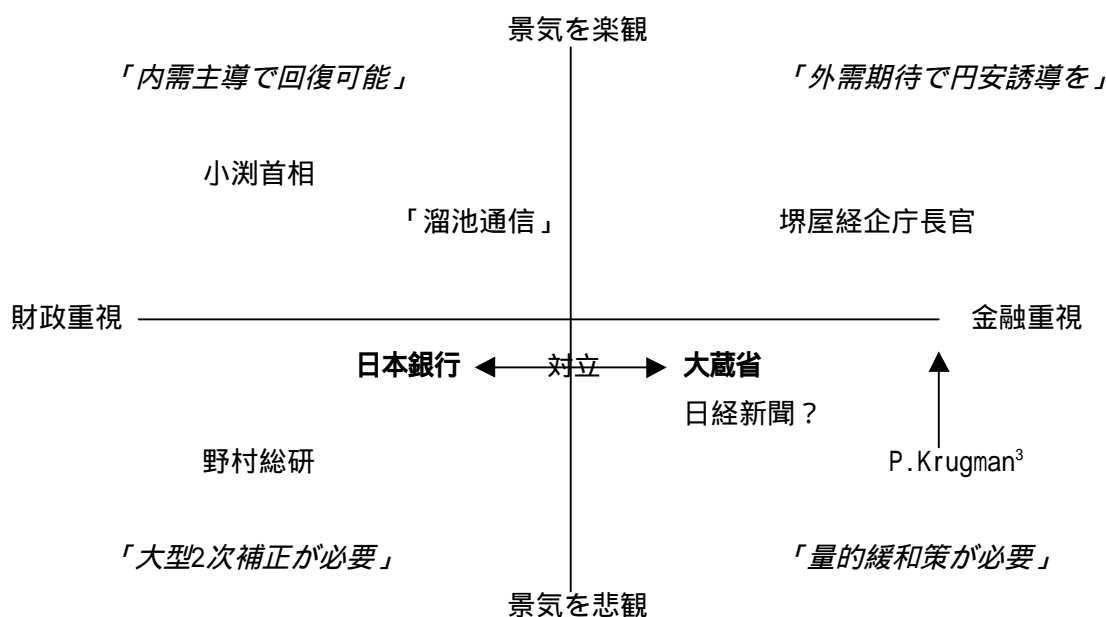 景気を楽観
「内需主導で回復可能」 「外需期待で円安誘導を」
小渕首相
「溜池通信」 堺屋経企庁長官
財政重視 金融重視
日本銀行 対立 大蔵省
日経新聞？
野村総研 P.Krugman3
「大型2次補正が必要」 「量的緩和策が必要」
景気を悲観